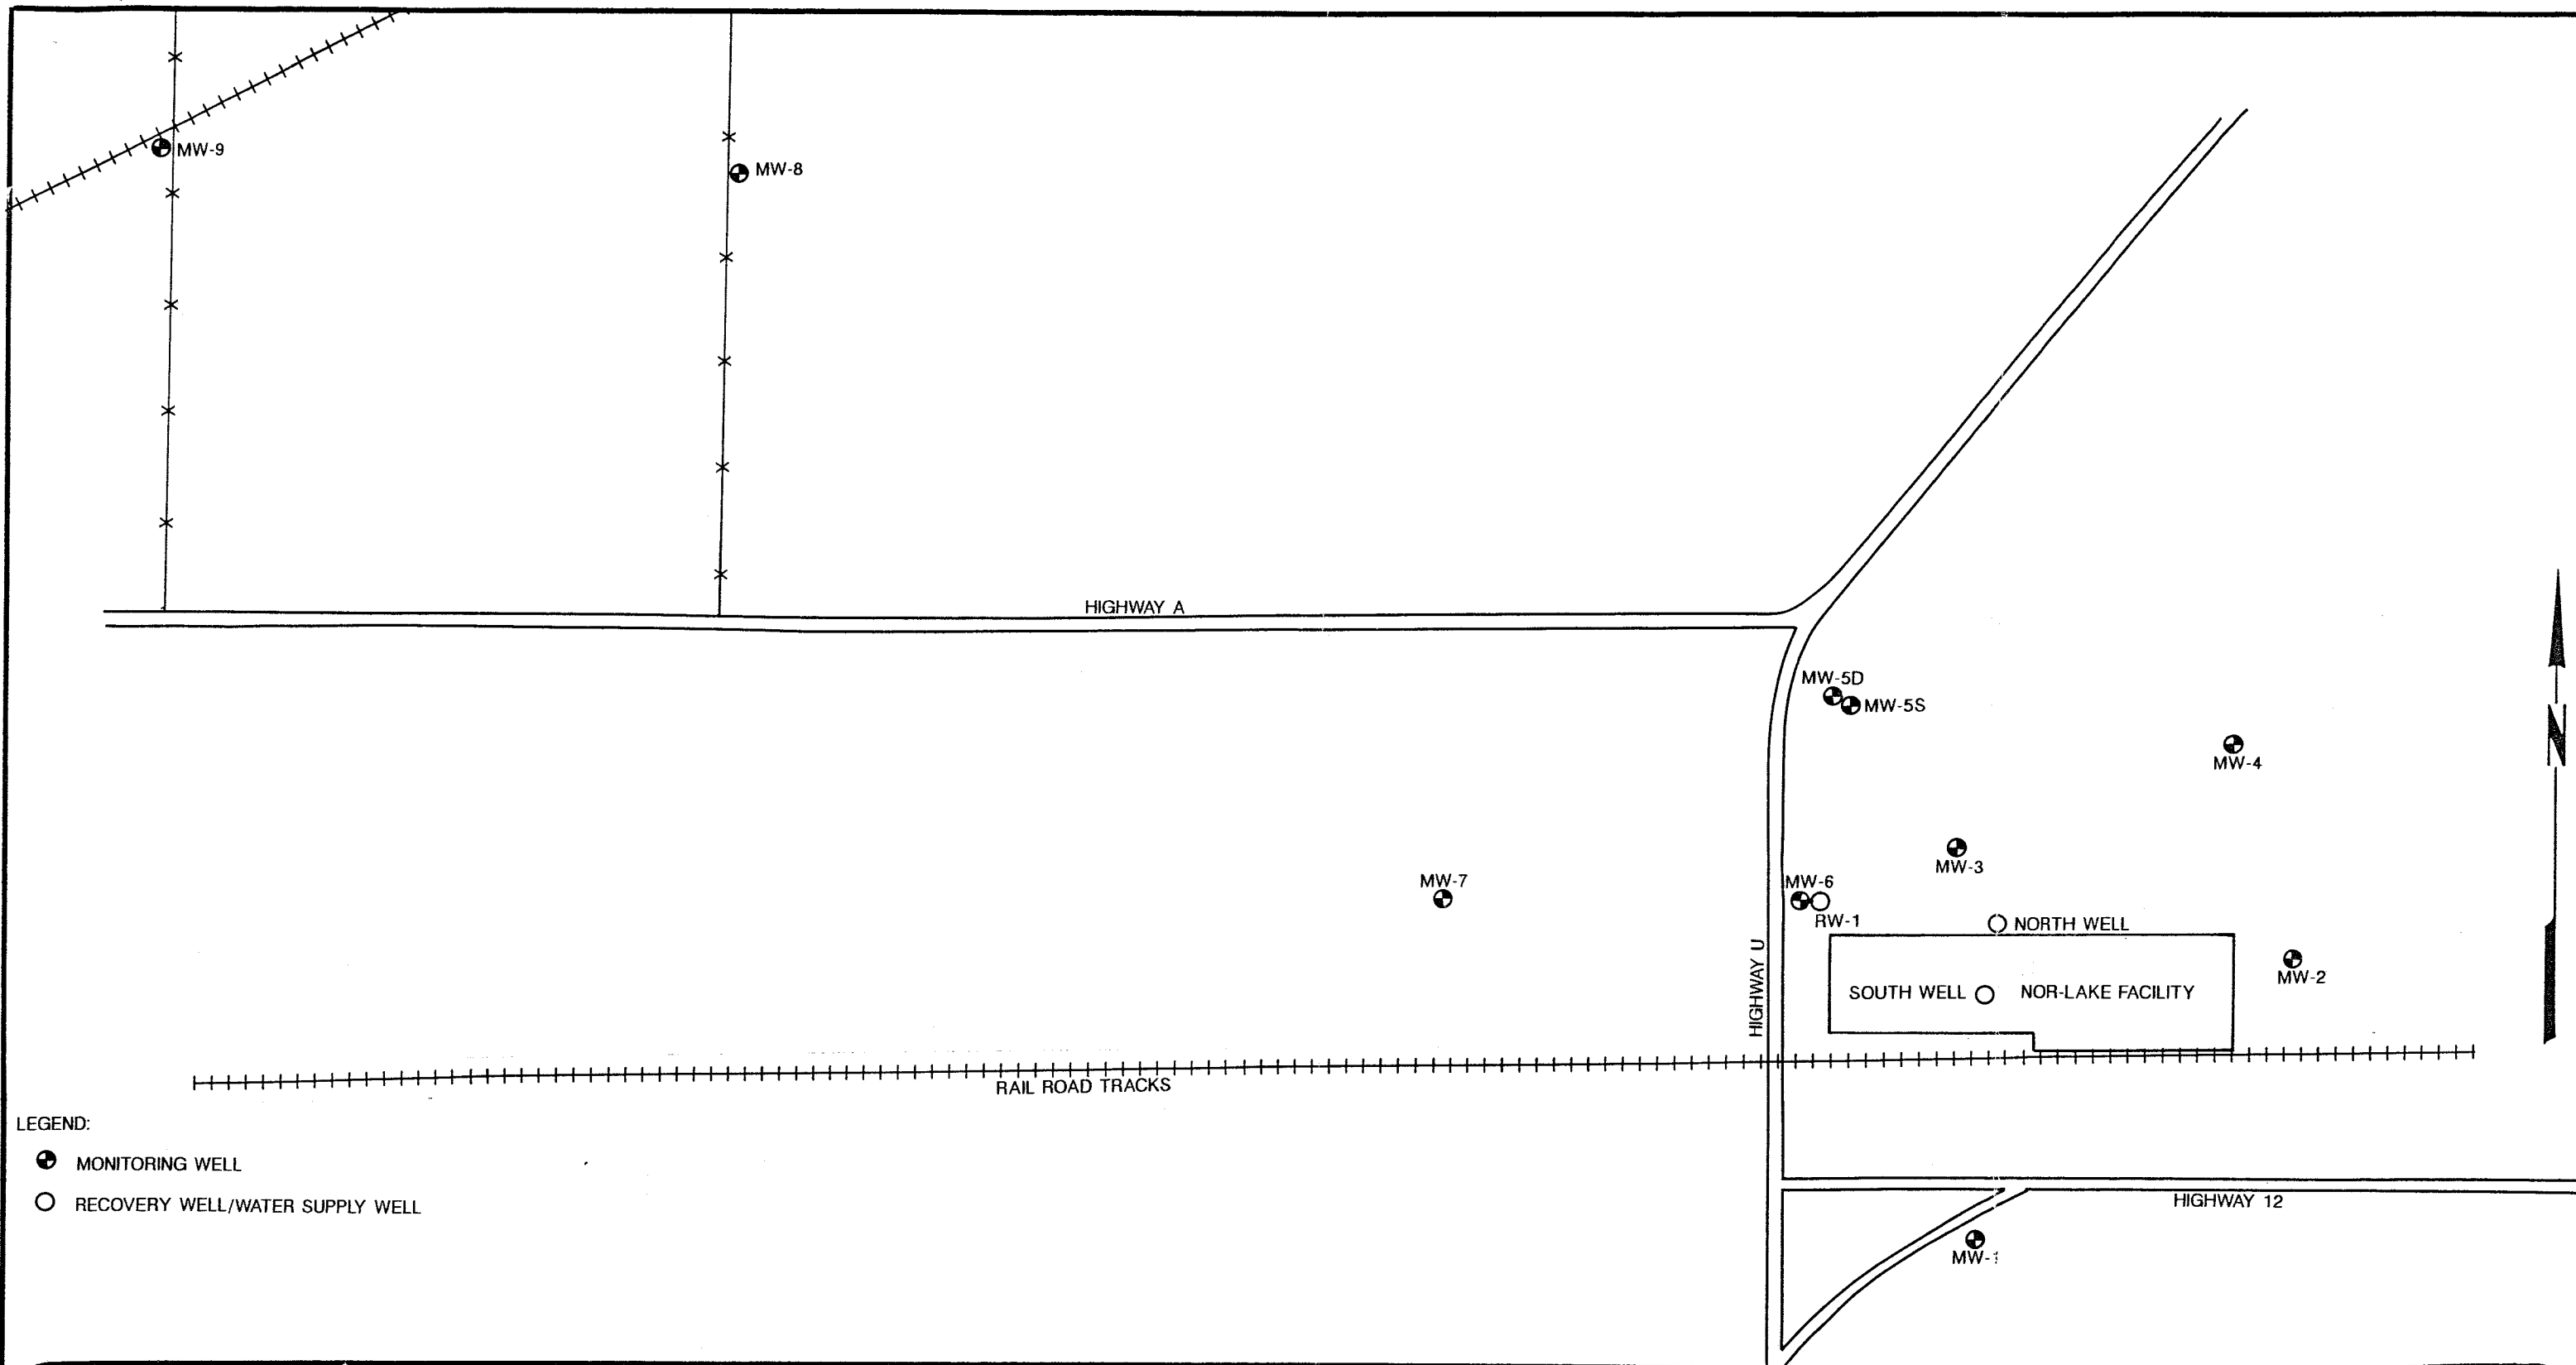 MW-9
MW-8
HIGHWAY A
MW-5D
MW-5S
N
MW-4
MW-3
MW-7
MW-6
RW-1
NORTH WELL
HIGHWAY U
MW-2
SOUTH WELL
NOR-LAKE FACILITY
RAIL ROAD TRACKS
LEGEND:
MONITORING WELL
RECOVERY WELL/WATER SUPPLY WELL
HIGHWAY 12
MW-1